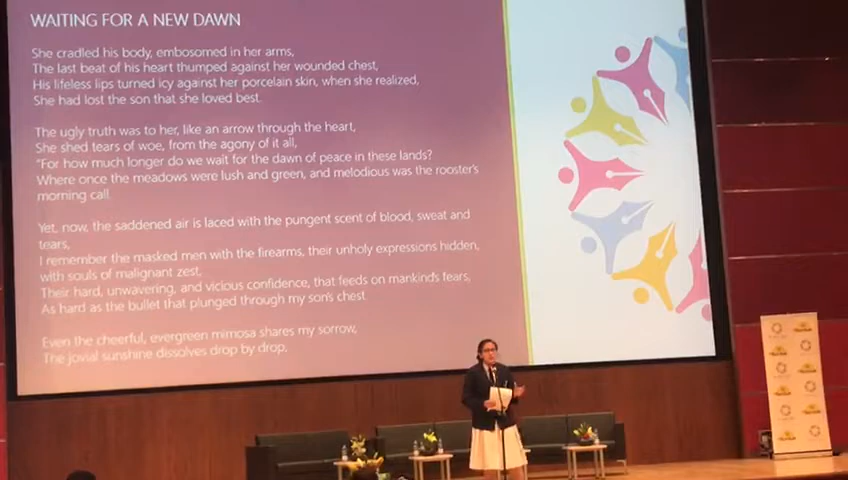 WAITING FOR A NEW DAWN
She cradled his body, embosomed in her arms,
The last beat of his heart thumped against her wounded chest,
His lifeless lips turned icy against her porcelain skin, when she realized,
She had lost the son that she loved best.
The ugly truth was to her, like an arrow through the heart,
She shed tears of woe, from the agony of it all,
"For how much longer do we wait for the dawn of peace in these lands?
Where once the meadows were lush and green, and melodious was the rooster's
morning call.
Yet, now, the saddened air is laced with the pungent scent of blood, sweat and
tears,
I remember the masked men with the firearms, their unholy expressions hidden,
with souls of malignant zest,
Their hard, unwavering, and vicious confidence, that feeds on mankind's fears,
As hard as the bullet that plunged through my son's chest.
Even the cheerful, evergreen mimosa shares my sorrow,
The jovial sunshine dissolves drop by drop.